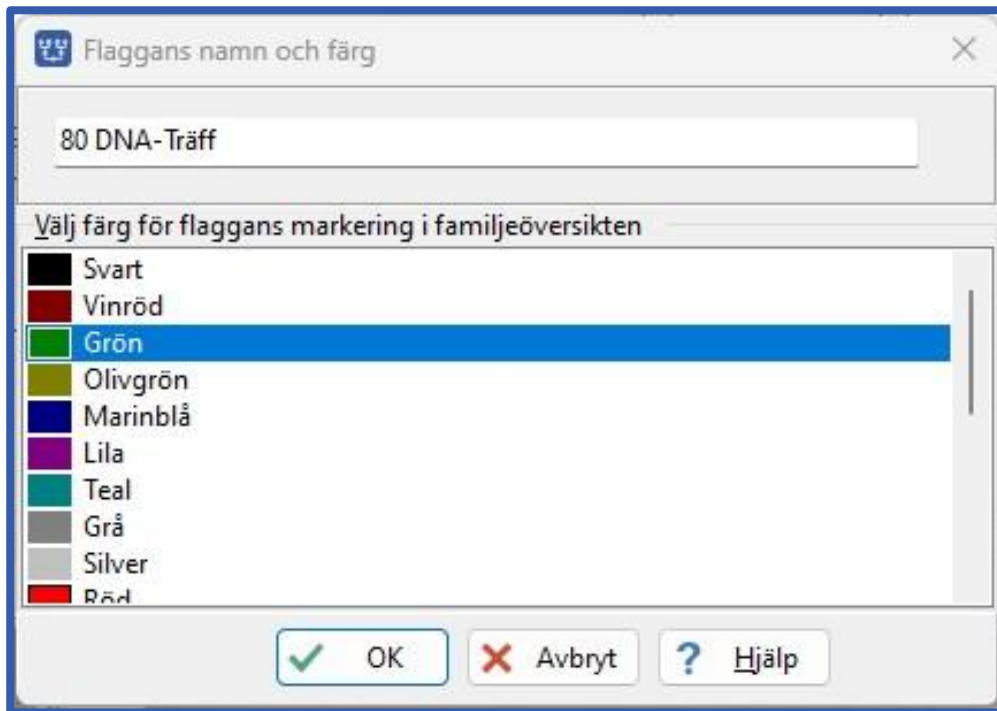 Flaggans namn och färg
80 DNA-Träff
Välj färg för flaggans markering i familjeöversikten
Svart
Vinröd
Grön
Olivgrön
Marinblå
Lila
Teal
Grå
Silver
Röd
OK
Avbryt
Hjälp